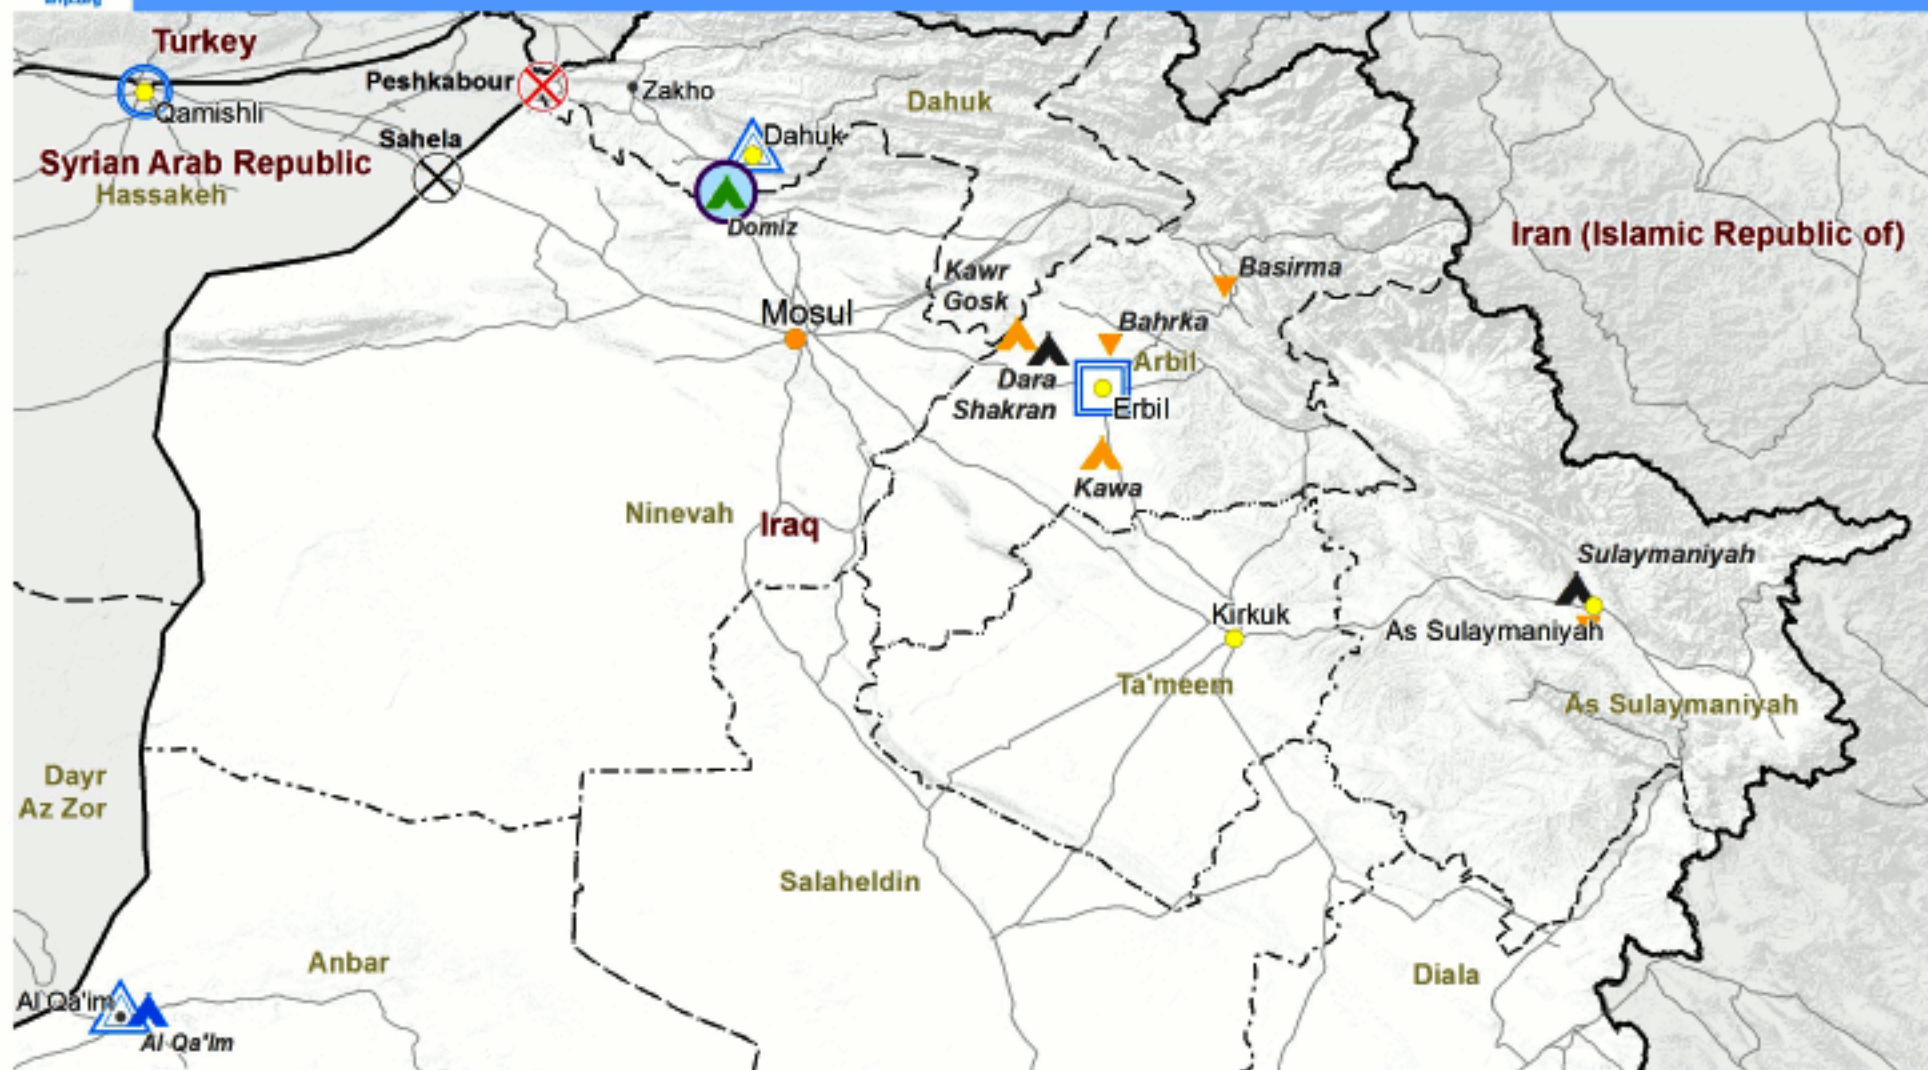 Turkey
Peshkabour
Zakho
Qamishli
Dahuk
Sahela
Dahuk
Syrian Arab Republic
Hassakeh
Domiz
Iran (Islamic Republic of)
Kawr
Gosk
Basirma
Mosul
Bahrka
Arbil
Dara
Shakran
Erbil
Kawa
Ninevah
Iraq
Sulaymaniyah
Kirkuk
As Sulaymaniyah
Ta'meem
As Sulaymaniyah
Dayr
Az Zor
Salaheldin
Anbar
Diala
Al Qa'im
Al Qa'Im